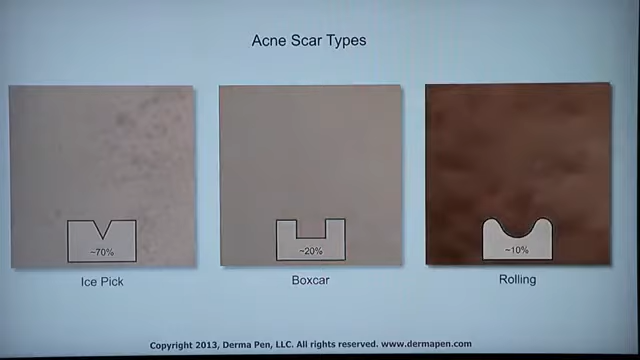 Acne Scar Types
~70%
~20%
~10%
Ice Pick
Boxcar
Rolling
Copyright 2013, Derma Pen, LLC. All rights reserved. www.dermapen.com